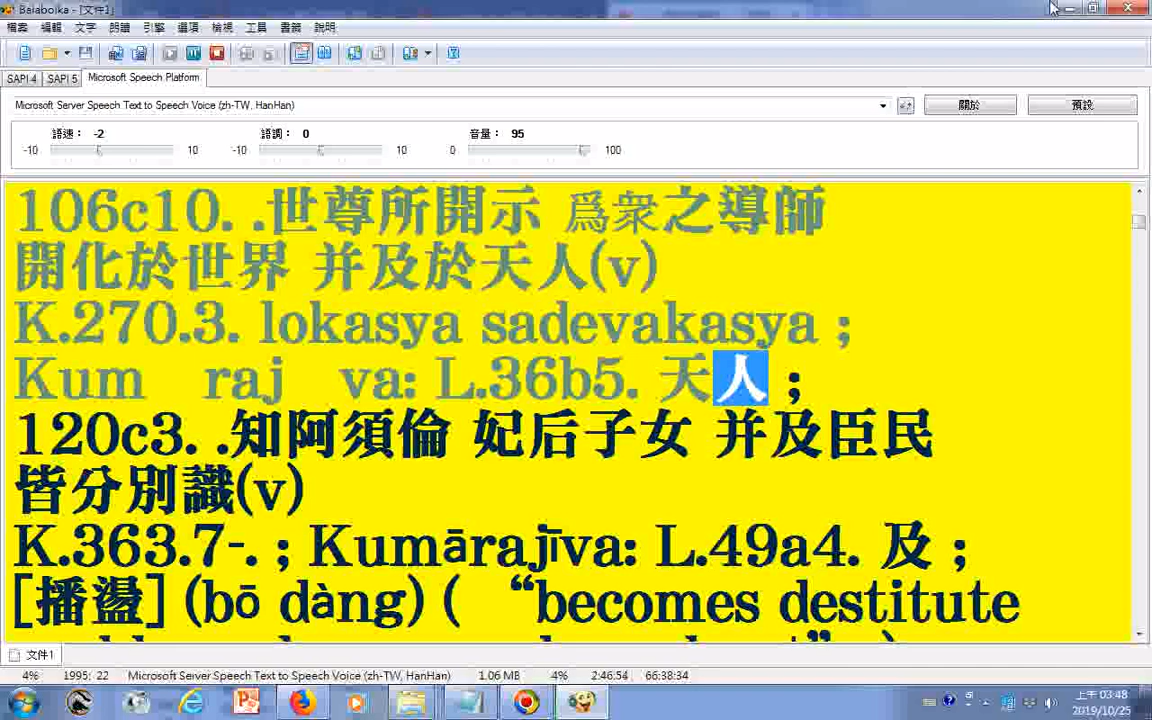 Balabolka - [文件1]
檔案 編輯 文字 朗讀 引擎 選項 檢視 工具 書籤 說明
SAPI 4 SAPI 5 Microsoft Speech Platform
Microsoft Server Speech Text to Speech Voice (zh-TW, HanHan) 關於 預設
語速: -2 語調: 0 音量: 95
-10 10 -10 10 0 100
106c10. .世尊所開示 爲衆之導師
開化於世界 并及於天人(v)
K.270.3. lokasya sadevakasya ;
Kum raj va: L.36b5. 天人 ;
120c3. .知阿須倫 妃后子女 并及臣民
皆分別識(v)
K.363.7-. ; Kumārajīva: L.49a4. 及 ;
[播盪] (bō dàng) ( “becomes destitute
文件1
4% 1995: 22 Microsoft Server Speech Text to Speech Voice (zh-TW, HanHan) 1.06 MB 4% 2:46:54 66:38:34
上午 03:48
2019/10/25